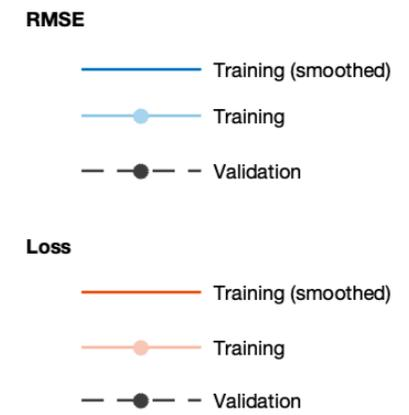 RMSE
Training (smoothed)
Training
Validation
Loss
Training (smoothed)
Training
Validation